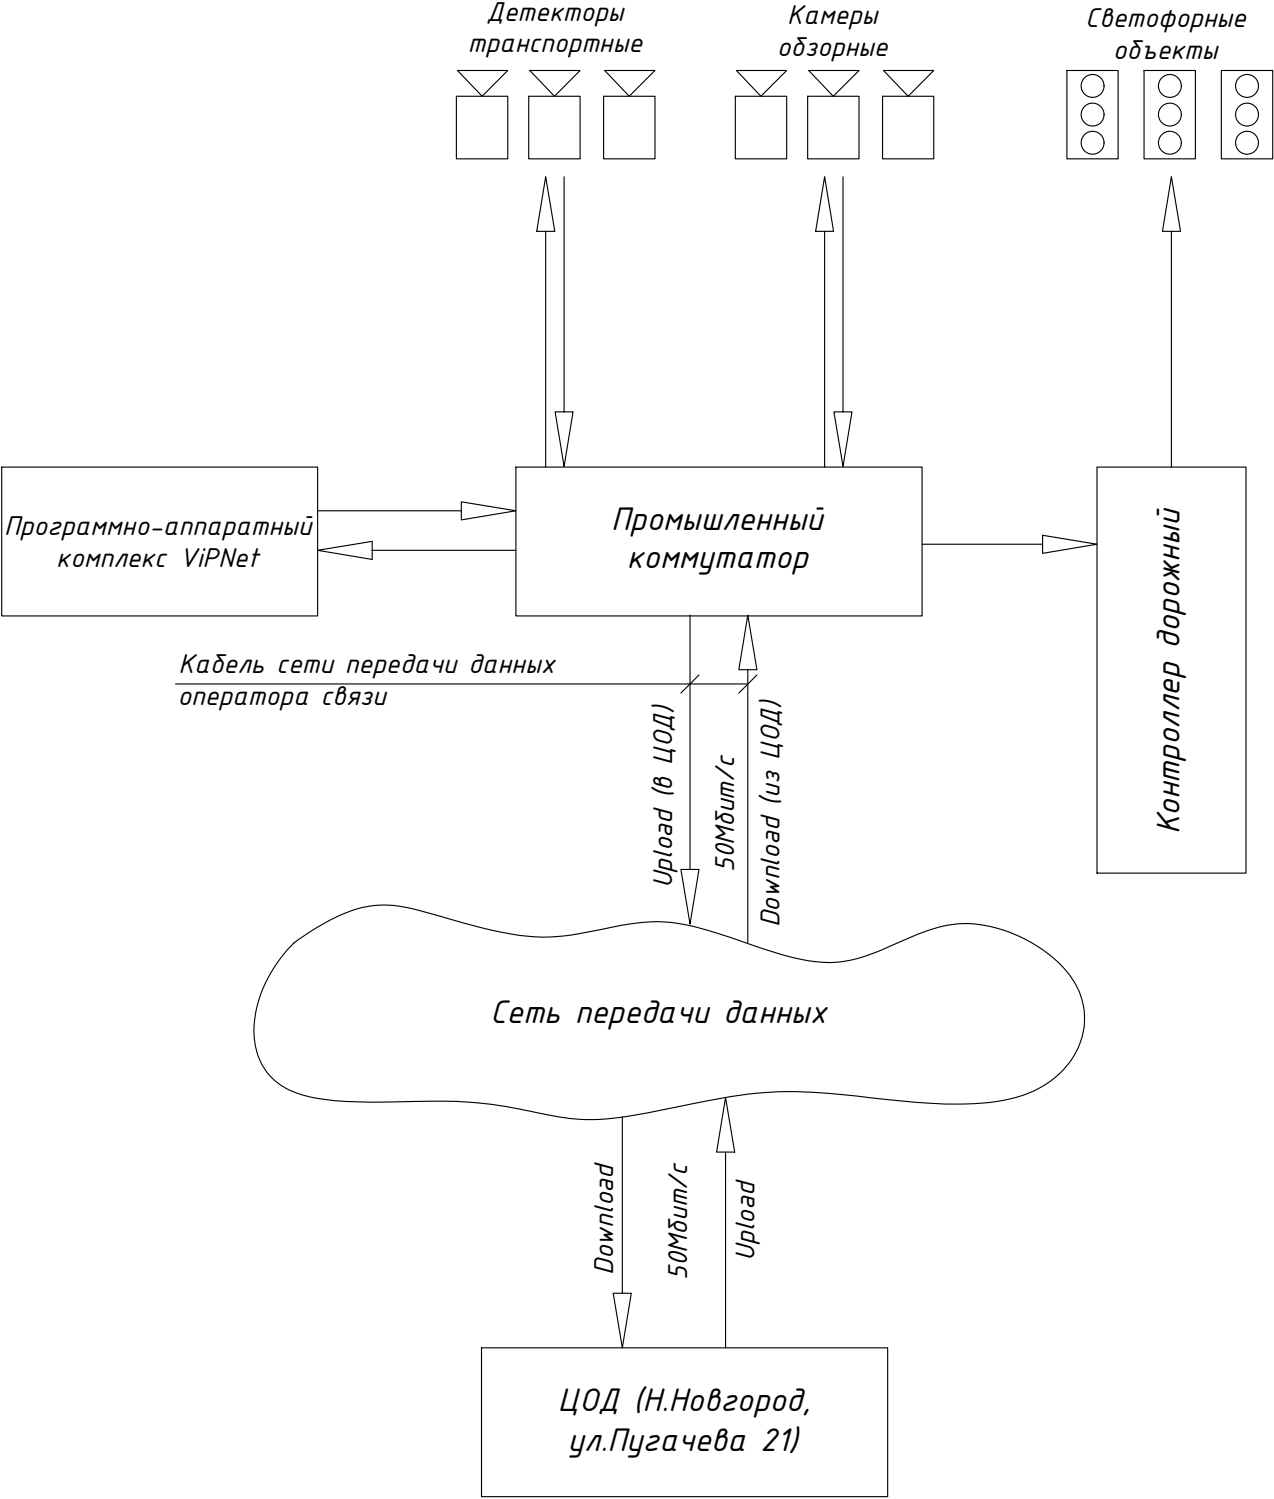 Детекторы
транспортные
Камеры
обзорные
Светофорные
объекты
Программно-аппаратный
комплекс ViPNet
Промышленный
коммутатор
Контроллер дорожный
Кабель сети передачи данных
оператора связи
Upload (в ЦОД)
50Мбит/с
Download (из ЦОД)
Сеть передачи данных
Download
50Мбит/с
Upload
ЦОД (Н.Новгород,
ул.Пугачева 21)